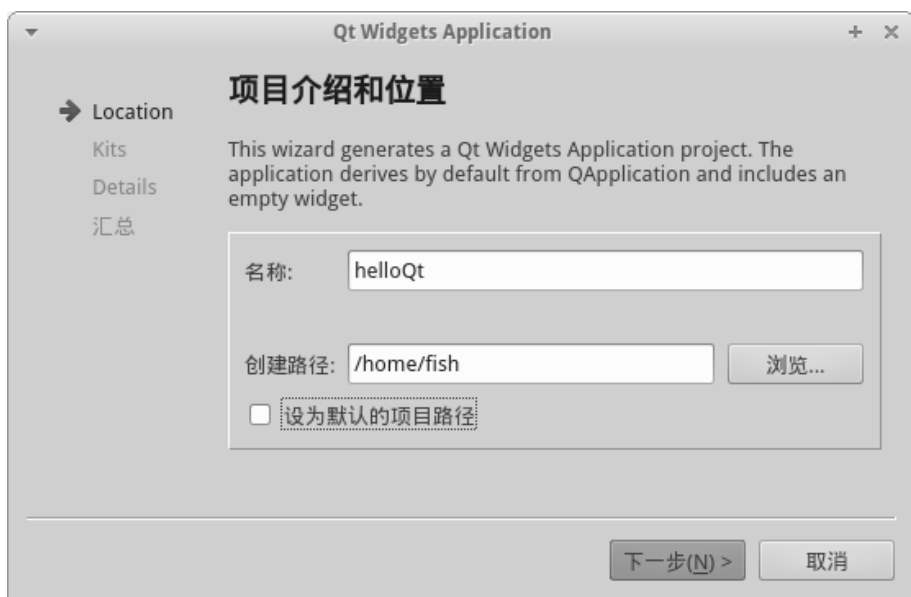 Qt Widgets Application
Location
Kits
Details
汇总
项目介绍和位置
This wizard generates a Qt Widgets Application project. The
application derives by default from QApplication and includes an
empty widget.
名称: helloQt
创建路径: /home/fish 浏览...
设为默认的项目路径
下一步(N) > 取消